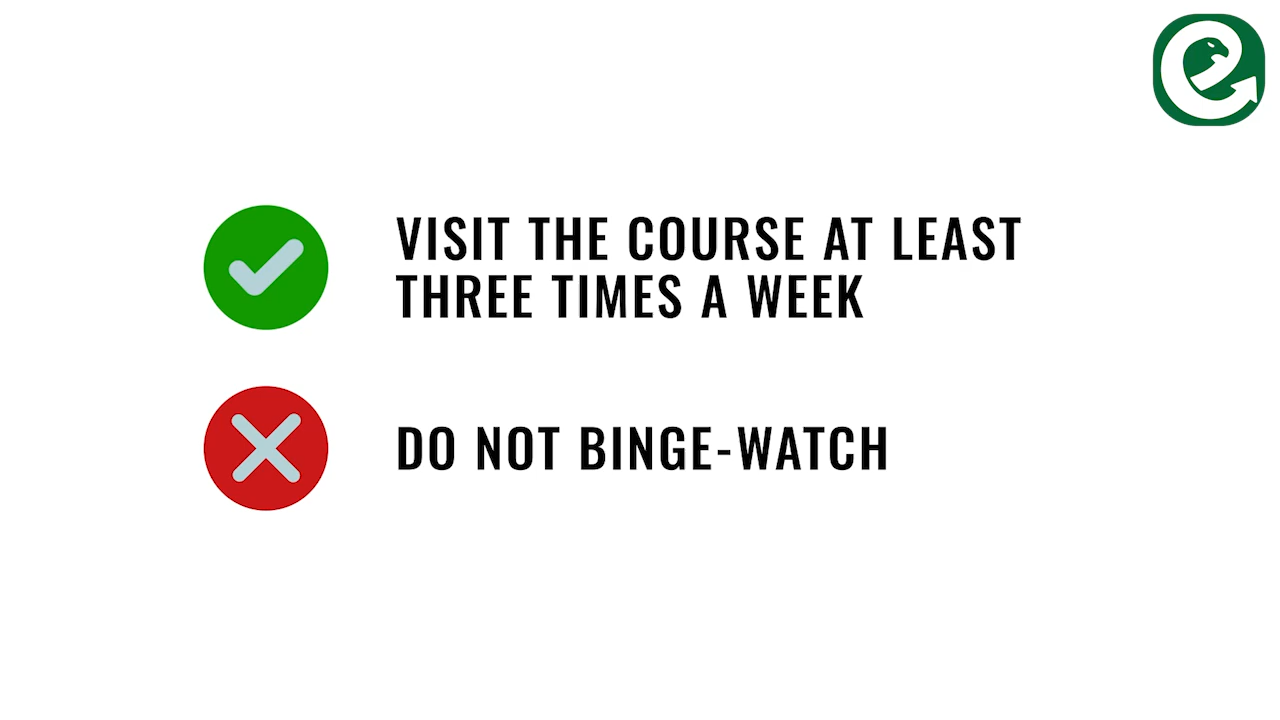 VISIT THE COURSE AT LEAST
THREE TIMES A WEEK
DO NOT BINGE-WATCH